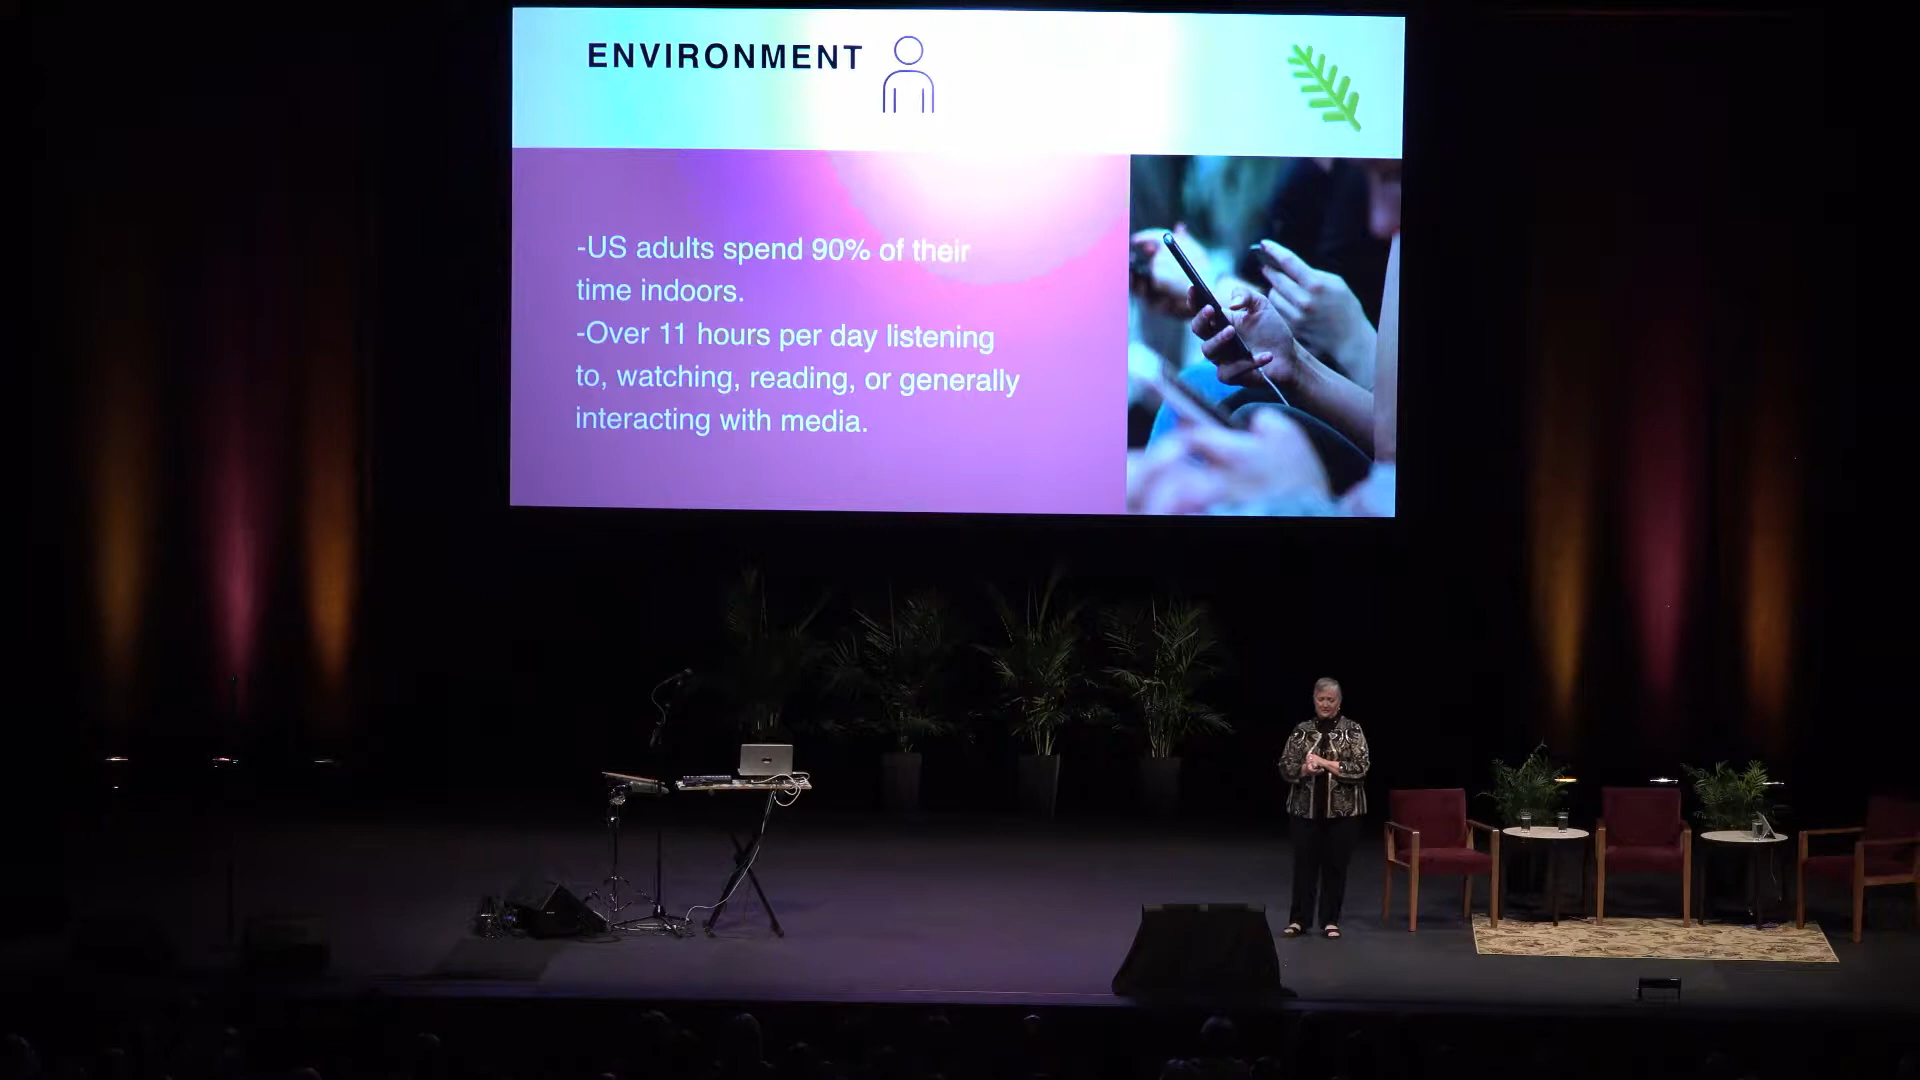 ENVIRONMENT
-US adults spend 90% of their
time indoors.
-Over 11 hours per day listening
to, watching, reading, or generally
interacting with media.